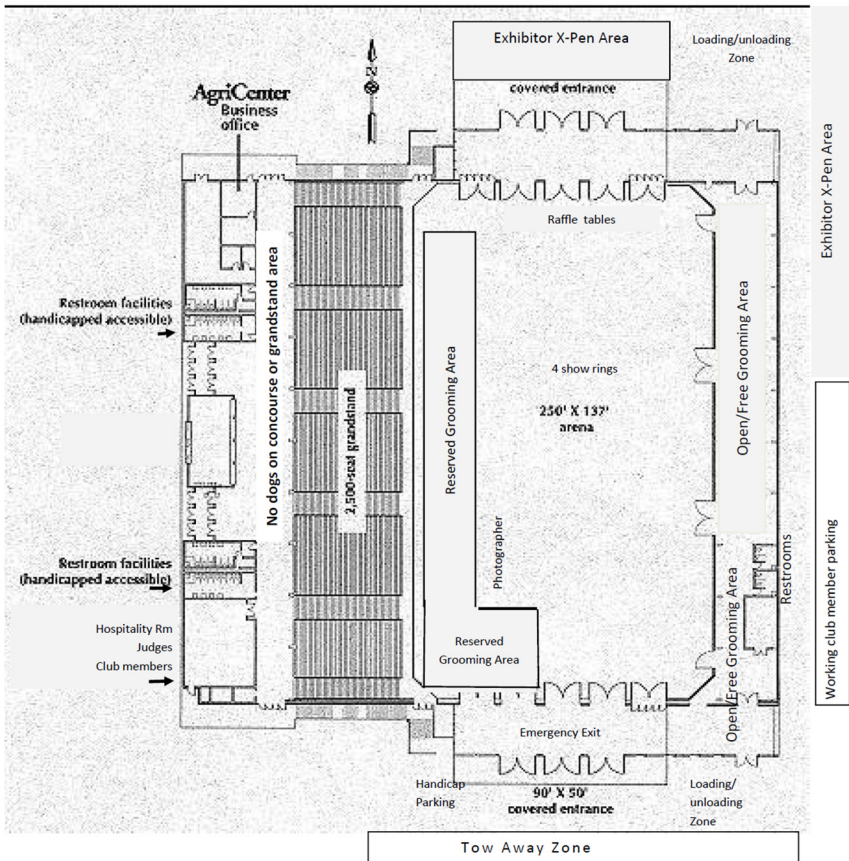 Exhibitor X-Pen Area
Loading/unloading
Zone
covered entrance
N
AgriCenter
Business
office
Exhibitor X-Pen Area
Raffle tables
Restroom facilities
(handicapped accessible)
No dogs on concourse or grandstand area
2,500-seat grandstand
Reserved Grooming Area
4 show rings
250' X 137'
arena
Open/Free Grooming Area
Working club member parking
Photographer
Restrooms
Restroom facilities
(handicapped accessible)
Hospitality Rm
Judges
Club members
Reserved
Grooming Area
Open/Free Grooming Area
Emergency Exit
Handicap
Parking
90' X 50'
covered entrance
Loading/
unloading
Zone
Tow Away Zone